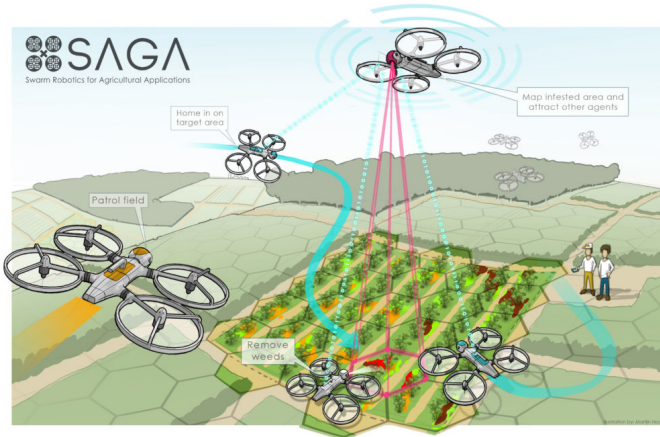 SAGA
Swarm Robotics for Agricultural Applications
Home in on
target area
Map infested area and
attract other agents
Patrol field
Remove
weeds